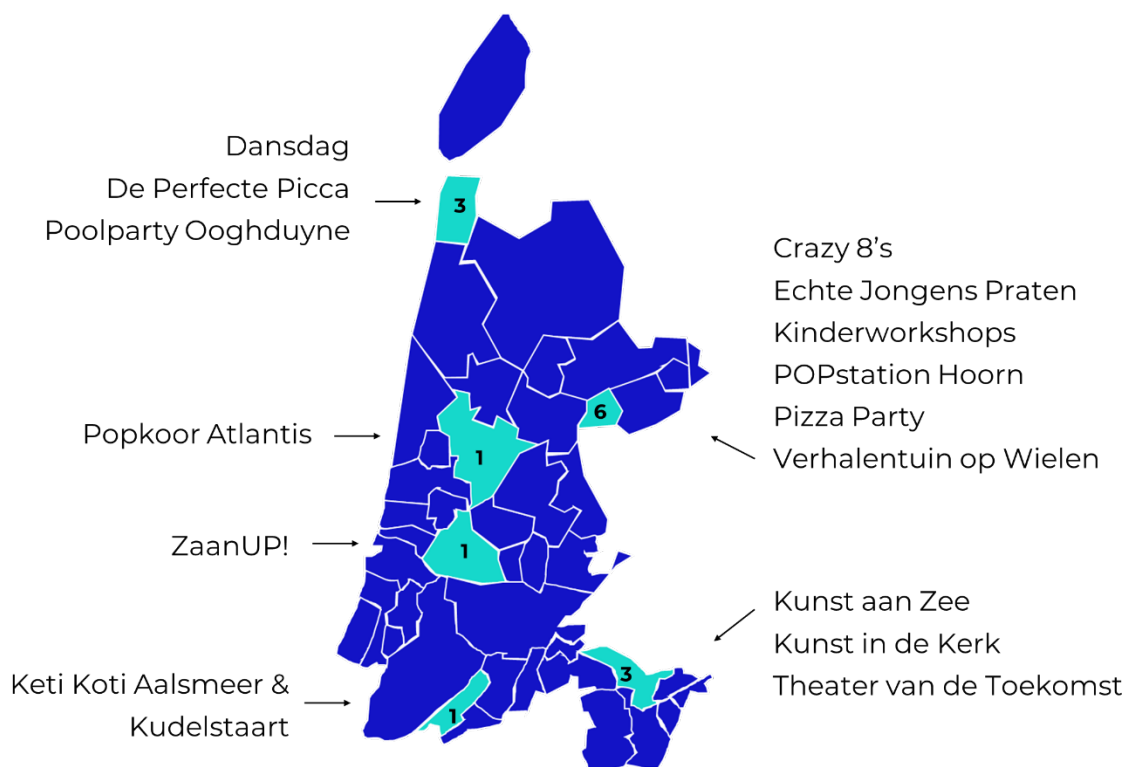 Dansdag
De Perfecte Picca
Poolparty Ooghduyne
3
Crazy 8's
Echte Jongens Praten
Kinderworkshops
POPstation Hoorn
Pizza Party
Verhalentuin op Wielen
6
Popkoor Atlantis
1
ZaanUP!
1
Kunst aan Zee
Kunst in de Kerk
Theater van de Toekomst
3
Keti Koti Aalsmeer &
Kudelstaart
1